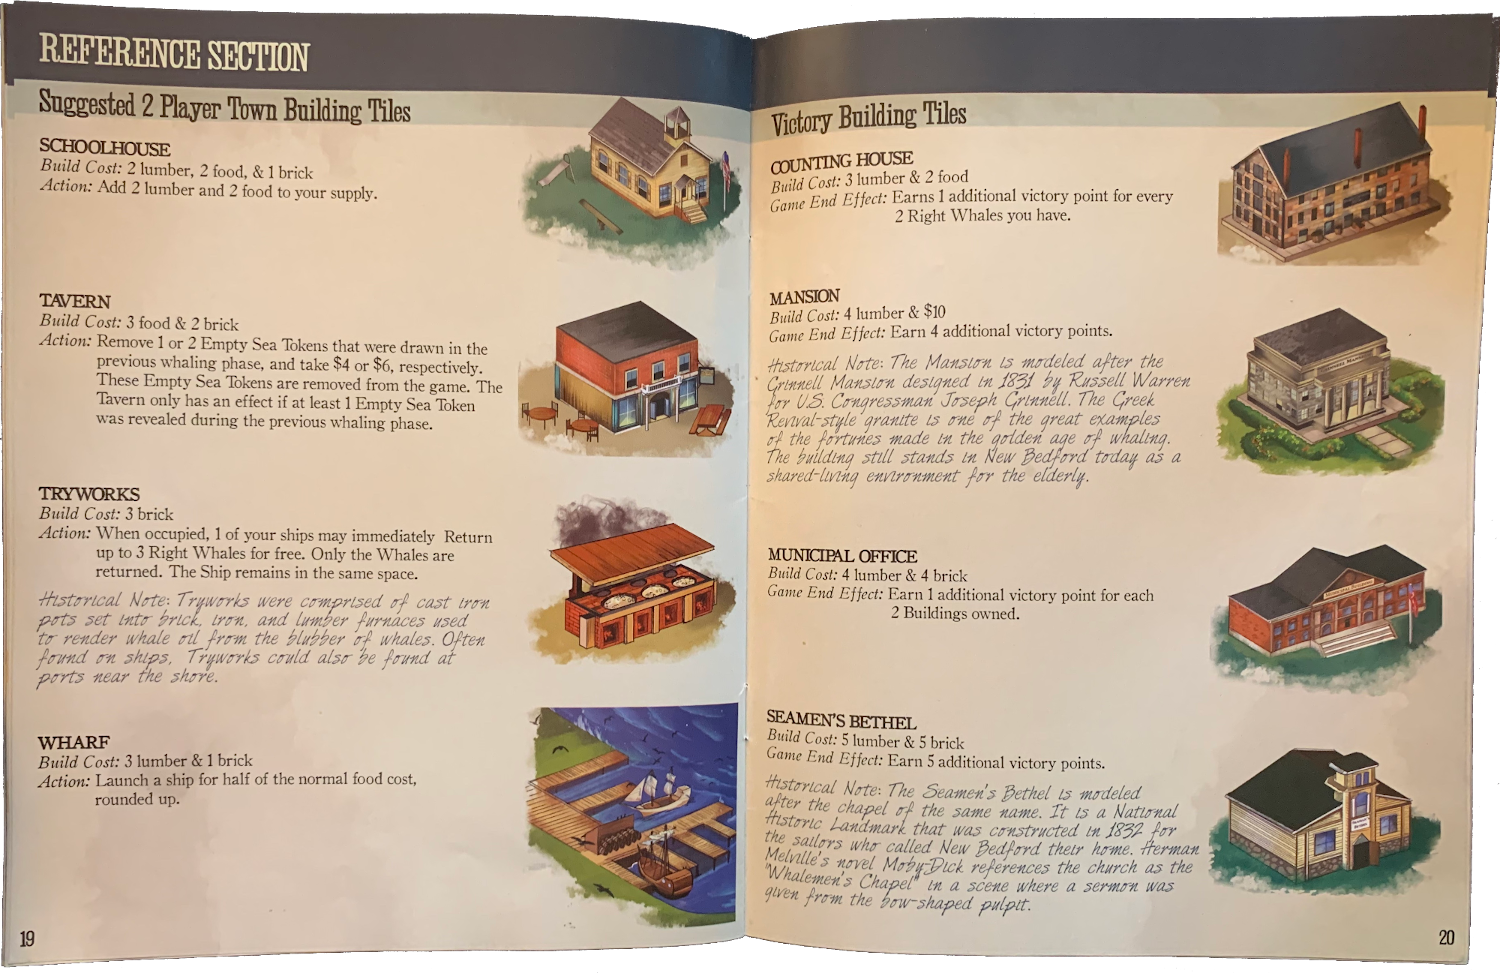 REFERENCE SECTION
Suggested 2 Player Town Building Tiles
SCHOOLHOUSE
Build Cost: 2 lumber, 2 food, & 1 brick
Action: Add 2 lumber and 2 food to your supply.
TAVERN
Build Cost: 3 food & 2 brick
Action: Remove 1 or 2 Empty Sea Tokens that were drawn in the
previous whaling phase, and take $4 or $6, respectively.
These Empty Sea Tokens are removed from the game. The
Tavern only has an effect if at least 1 Empty Sea Token
was revealed during the previous whaling phase.
TRYWORKS
Build Cost: 3 brick
Action: When occupied, 1 of your ships may immediately Return
up to 3 Right Whales for free. Only the Whales are
returned. The Ship remains in the same space.
Historical Note: Tryworks were comprised of cast iron
pots set into brick, iron, and lumber furnaces used
to render whale oil from the blubber of whales. Often
found on ships, Tryworks could also be found at
ports near the shore.
WHARF
Build Cost: 3 lumber & 1 brick
Action: Launch a ship for half of the normal food cost,
rounded up.
19
Victory Building Tiles
COUNTING HOUSE
Build Cost: 3 lumber & 2 food
Game End Effect: Earns 1 additional victory point for every
2 Right Whales you have.
MANSION
Build Cost: 4 lumber & $10
Game End Effect: Earn 4 additional victory points.
Historical Note: The Mansion is modeled after the
Grinnell Mansion designed in 1831 by Russell Warren
for U.S. Congressman Joseph Grinnell. The Greek
Revival-style granite is one of the great examples
of the fortunes made in the golden age of whaling.
The building still stands in New Bedford today as a
shared-living environment for the elderly.
MUNICIPAL OFFICE
Build Cost: 4 lumber & 4 brick
Game End Effect: Earn 1 additional victory point for each
2 Buildings owned.
SEAMEN'S BETHEL
Build Cost: 5 lumber & 5 brick
Game End Effect: Earn 5 additional victory points.
Historical Note: The Seamen's Bethel is modeled
after the chapel of the same name. It is a National
Historic Landmark that was constructed in 1832 for
the sailors who called New Bedford their home. Herman
Melville's novel Moby-Dick references the church as the
"Whalemen's Chapel" in a scene where a sermon was
given from the bow-shaped pulpit.
20